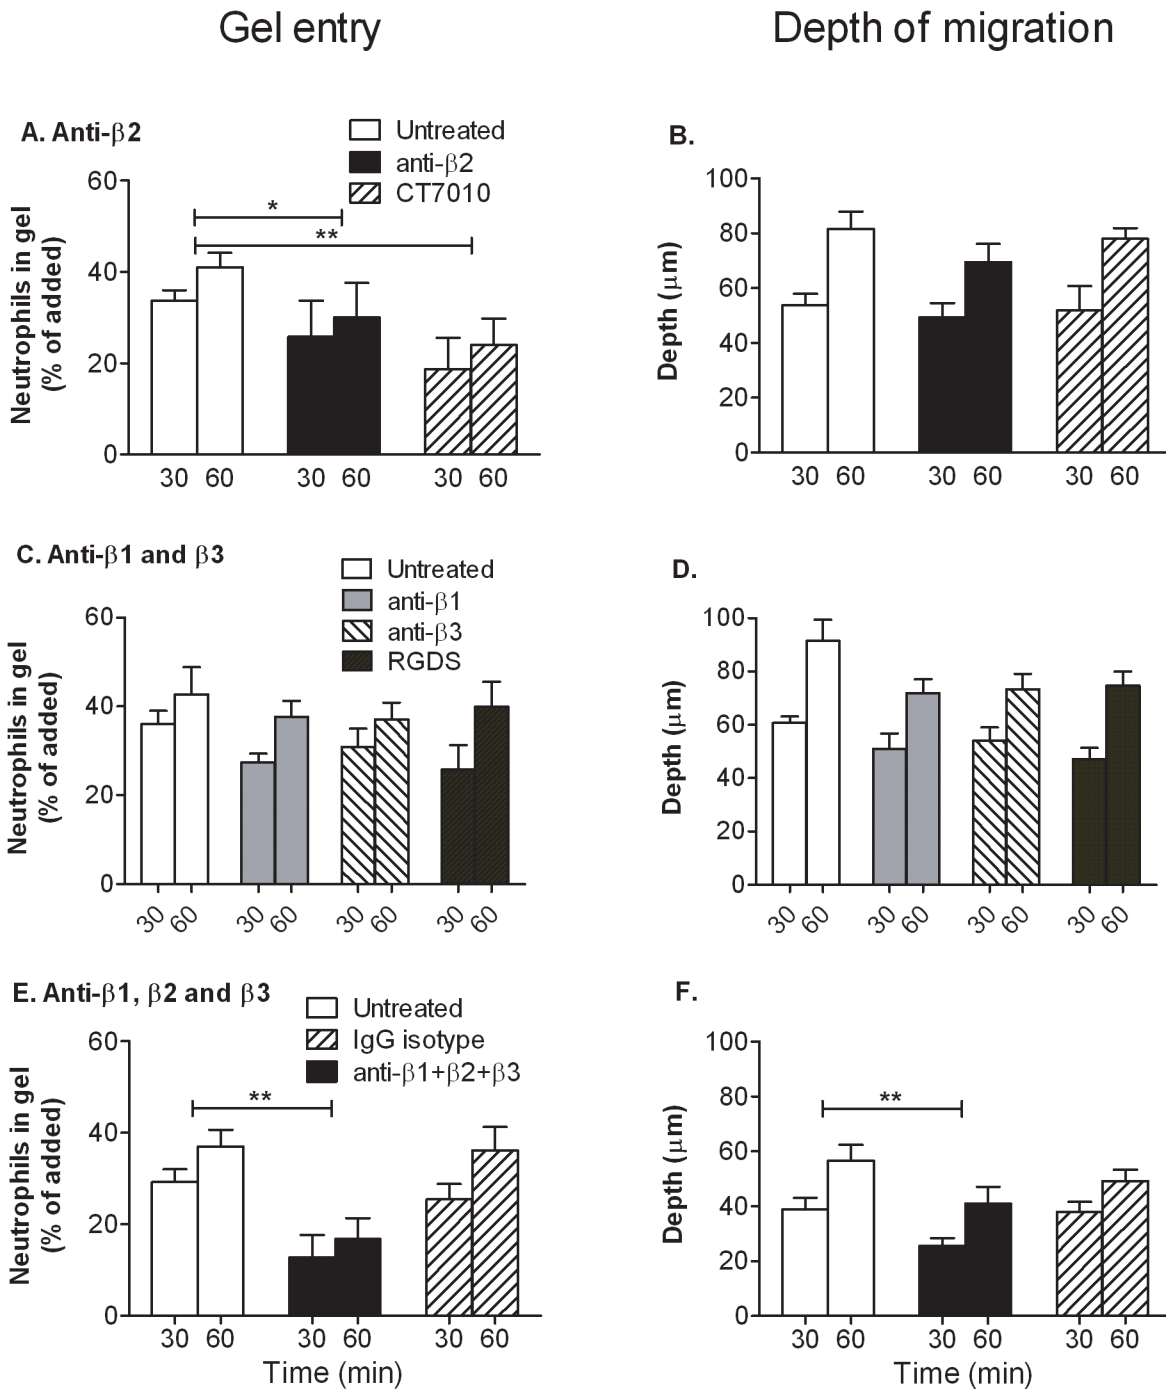 Gel entry
Depth of migration
A. Anti-β2
Untreated
anti-β2
CT7010
B.
Neutrophils in gel
(% of added)
60
40
20
0
*
**
30 60 30 60 30 60
Depth (μm)
100
80
60
40
20
0
30 60 30 60 30 60
C. Anti-β1 and β3
Untreated
anti-β1
anti-β3
RGDS
D.
Neutrophils in gel
(% of added)
60
40
20
0
30 60 30 60 30 60 30 60
Depth (μm)
100
80
60
40
20
0
30 60 30 60 30 60 30 60
E. Anti-β1, β2 and β3
Untreated
IgG isotype
anti-β1+β2+β3
F.
Neutrophils in gel
(% of added)
60
40
20
0
**
30 60 30 60 30 60
Time (min)
Depth (μm)
100
80
60
40
20
0
**
30 60 30 60 30 60
Time (min)